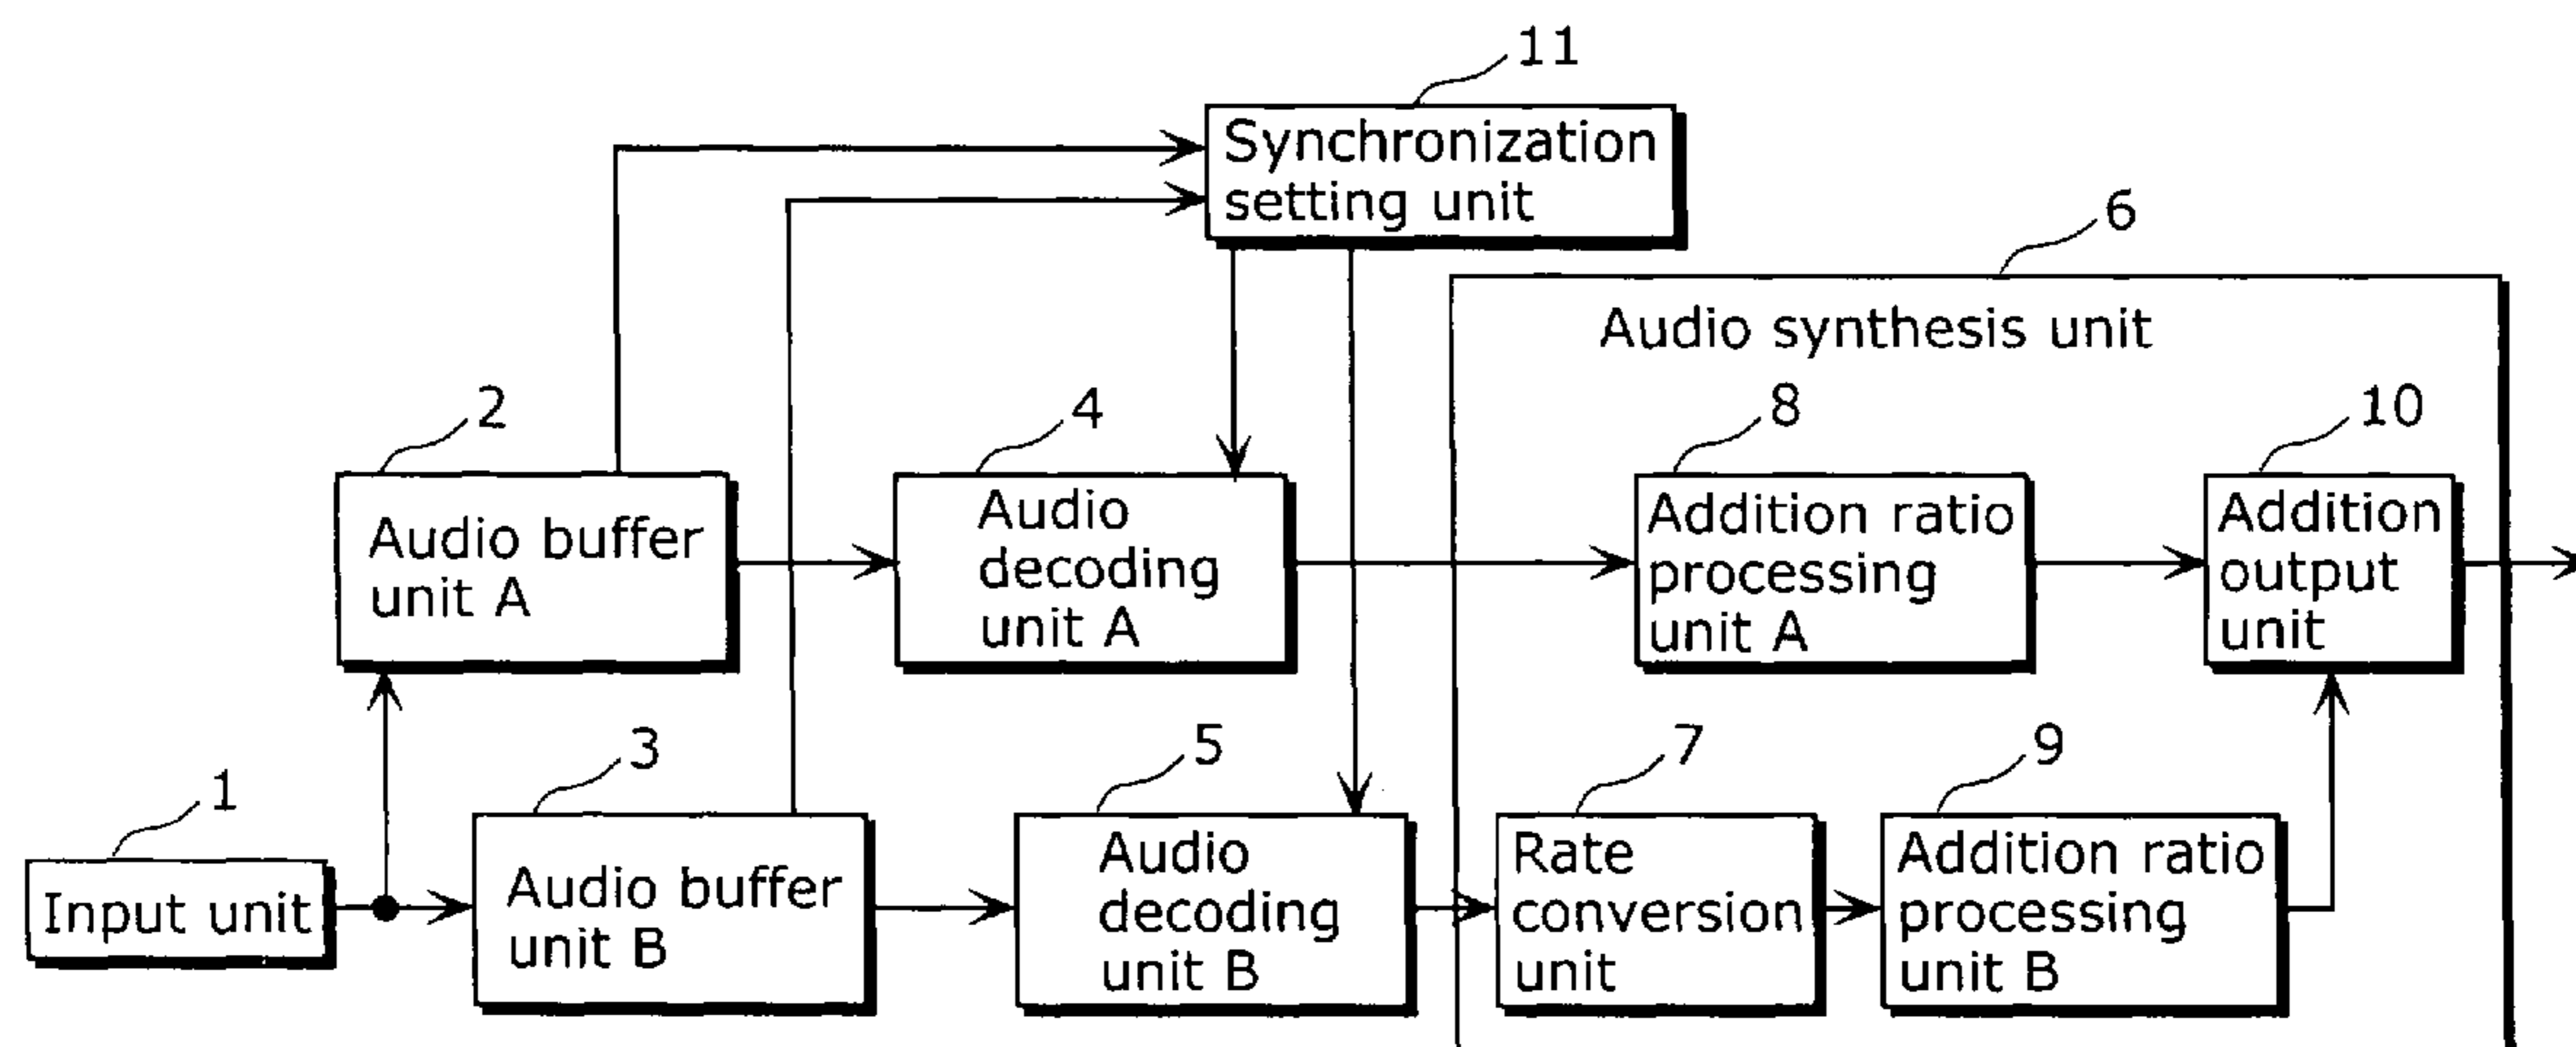 11
Synchronization
setting unit
6
Audio synthesis unit
2
4
8
10
Audio buffer
unit A
Audio
decoding
unit A
Addition ratio
processing
unit A
Addition
output
unit
1
3
5
7
9
Input unit
Audio buffer
unit B
Audio
decoding
unit B
Rate
conversion
unit
Addition ratio
processing
unit B